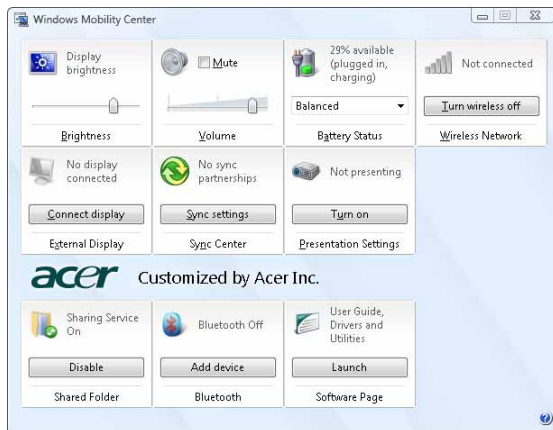 Windows Mobility Center
Display
brightness
Brightness
Mute
Volume
29% available
(plugged in,
charging)
Balanced
Battery Status
Not connected
Turn wireless off
Wireless Network
No display
connected
Connect display
External Display
No sync
partnerships
Sync settings
Sync Center
Not presenting
Turn on
Presentation Settings
acer Customized by Acer Inc.
Sharing Service
On
Disable
Shared Folder
Bluetooth Off
Add device
Bluetooth
User Guide,
Drivers and
Utilities
Launch
Software Page
?